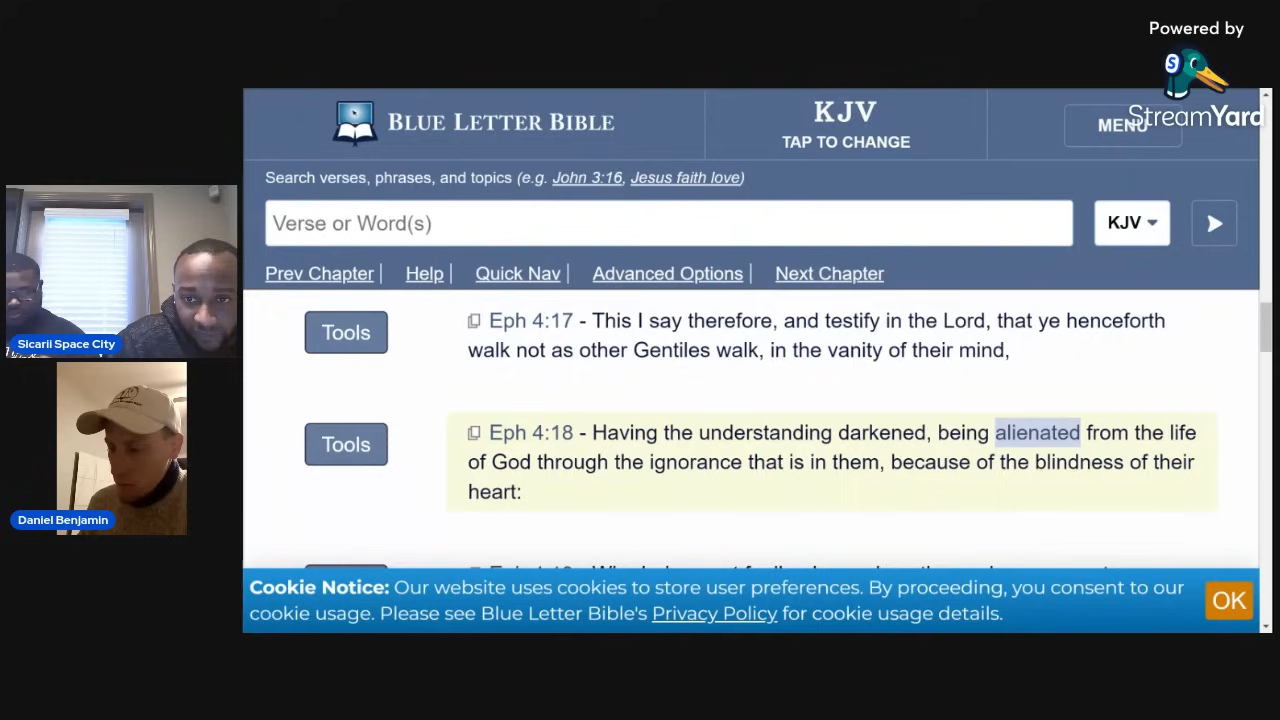 Powered by
StreamYard
BLUE LETTER BIBLE
KJV
TAP TO CHANGE
MENU
Search verses, phrases, and topics (e.g. John 3:16, Jesus faith love)
Verse or Word(s)
KJV
Prev Chapter| Help| Quick Nav| Advanced Options| Next Chapter
Tools
Eph 4:17 - This I say therefore, and testify in the Lord, that ye henceforth
walk not as other Gentiles walk, in the vanity of their mind,
Tools
Eph 4:18 - Having the understanding darkened, being alienated from the life
of God through the ignorance that is in them, because of the blindness of their
heart:
Cookie Notice: Our website uses cookies to store user preferences. By proceeding, you consent to our
cookie usage. Please see Blue Letter Bible's Privacy Policy for cookie usage details.
OK
Sicarii Space City
Daniel Benjamin